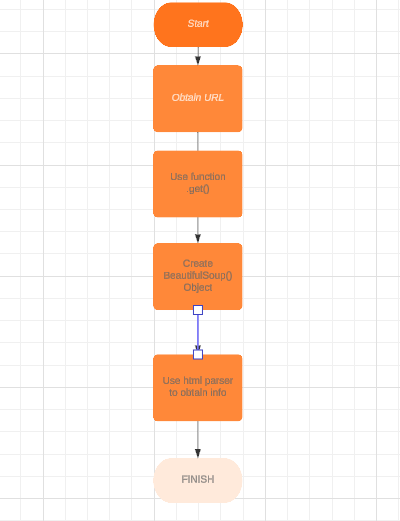 Start
Obtain URL
Use function
.get()
Create
BeautifulSoup()
Object
Use html parser
to obtain info
FINISH